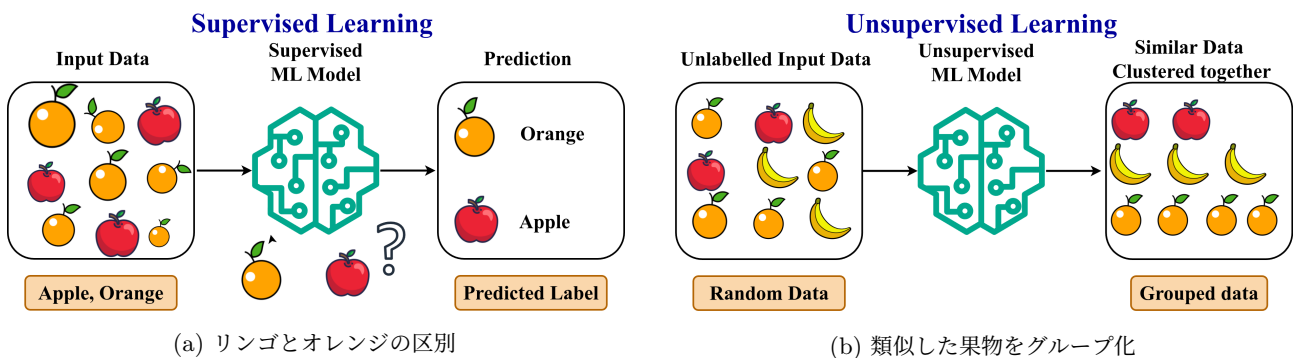 Supervised Learning
Input Data
Supervised
ML Model
Prediction
Orange
Apple
?
Apple, Orange
Predicted Label
(a) リンゴとオレンジの区別
Unsupervised Learning
Unlabelled Input Data
Unsupervised
ML Model
Similar Data
Clustered together
Random Data
Grouped data
(b) 類似した果物をグループ化